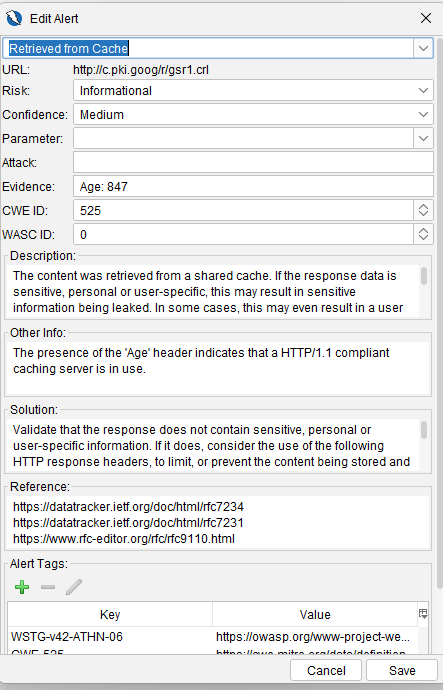 Edit Alert
Retrieved from Cache
URL: http://c.pki.goog/r/gsr1.crl
Risk: Informational
Confidence: Medium
Parameter:
Attack:
Evidence: Age: 847
CWE ID: 525
WASC ID: 0
Description:
The content was retrieved from a shared cache. If the response data is
sensitive, personal or user-specific, this may result in sensitive
information being leaked. In some cases, this may even result in a user
Other Info:
The presence of the 'Age' header indicates that a HTTP/1.1 compliant
caching server is in use.
Solution:
Validate that the response does not contain sensitive, personal or
user-specific information. If it does, consider the use of the following
HTTP response headers, to limit, or prevent the content being stored and
Reference:
https://datatracker.ietf.org/doc/html/rfc7234
https://datatracker.ietf.org/doc/html/rfc7231
https://www.rfc-editor.org/rfc/rfc9110.html
Alert Tags:
Key Value
WSTG-v42-ATHN-06 https://owasp.org/www-project-we...
CWE-525 https://cwe.mitre.org/data/definition...
Cancel Save